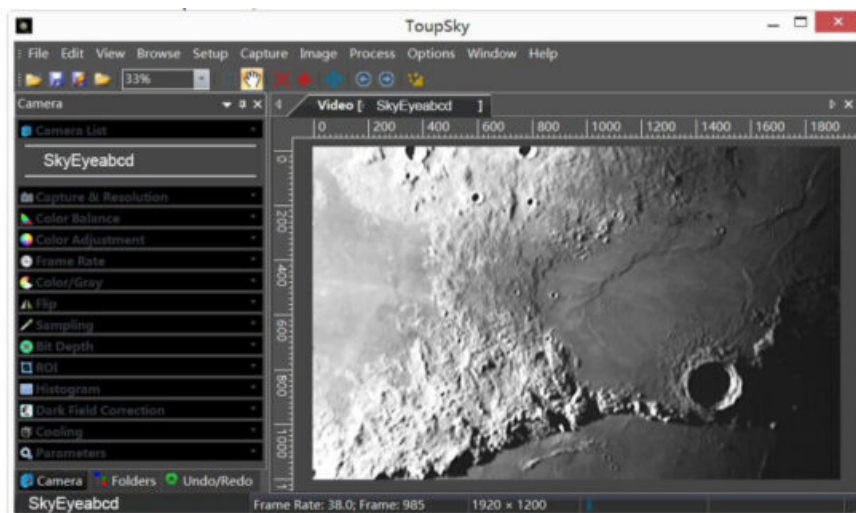 ToupSky
File Edit View Browse Setup Capture Image Process Options Window Help
33%
Camera
Video [ SkyEyeabcd ]
Camera List
0 200 400 600 800 1000 1200 1400 1600 1800
SkyEyeabcd
Capture & Resolution
Color Balance
Color Adjustment
Frame Rate
Color/Gray
Flip
Sampling
Bit Depth
ROI
Histogram
Dark Field Correction
Cooling
Parameters
0
200
400
600
800
1000
Camera Folders Undo/Redo
SkyEyeabcd
Frame Rate: 38.0; Frame: 985
1920 × 1200